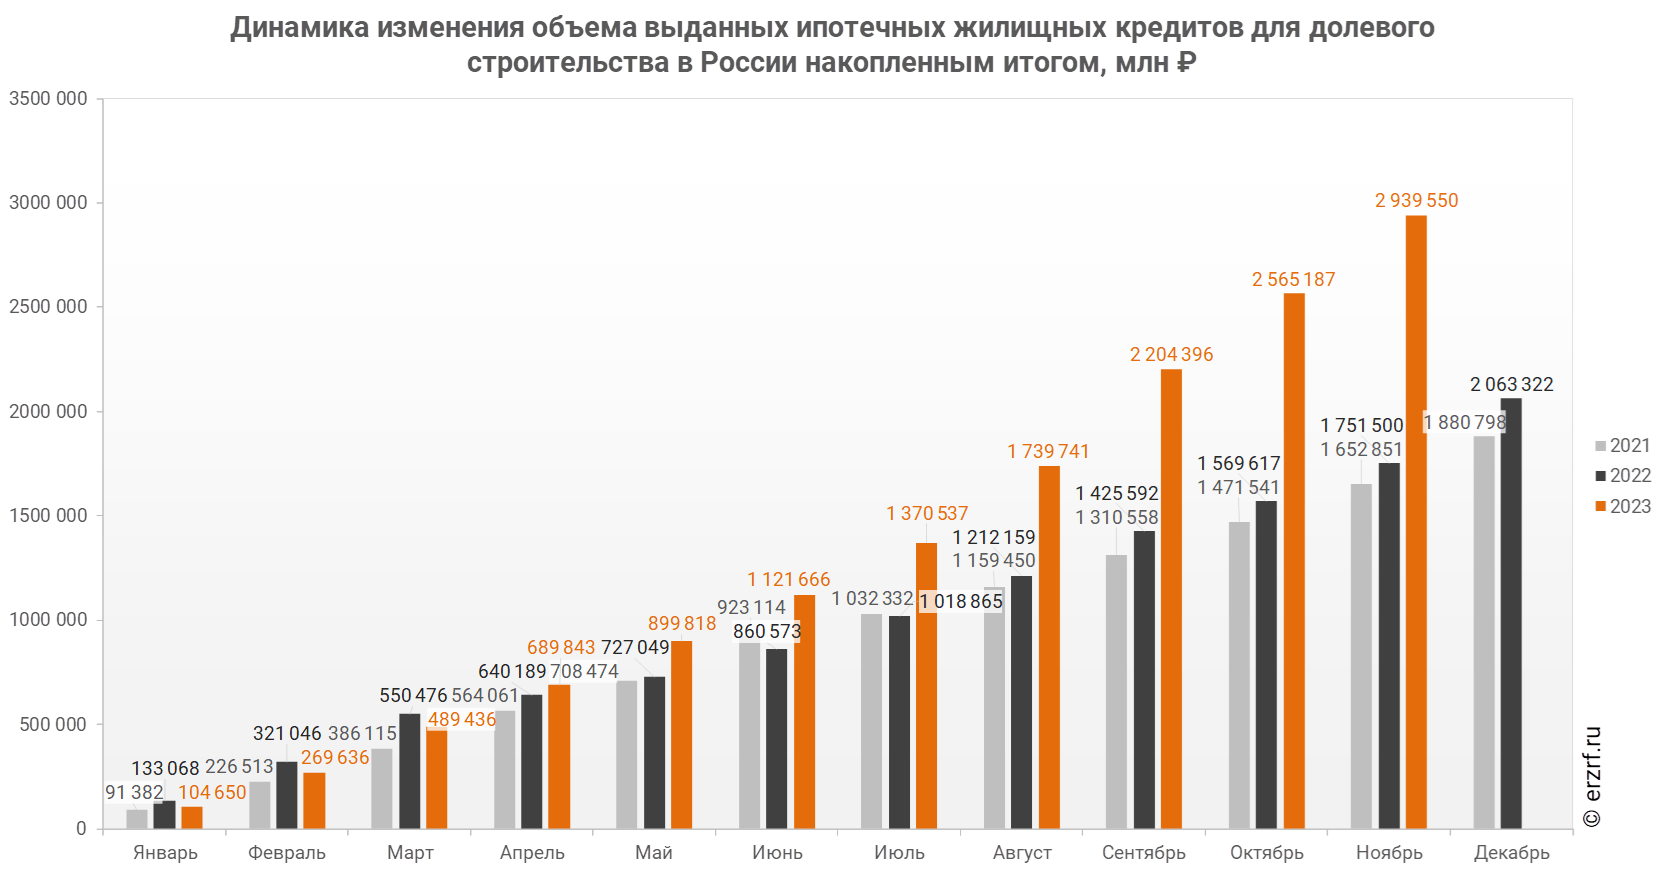 Динамика изменения объема выданных ипотечных жилищных кредитов для долевого
строительства в России накопленным итогом, млн ₽
3500 000
3000 000
2500 000
2000 000
1500 000
1000 000
500 000
0
91 382
133 068
104 650
226 513
321 046
269 636
386 115
550 476
489 436
564 061
640 189
689 843
708 474
727 049
899 818
923 114
860 573
1 121 666
1 032 332
1 018 865
1 370 537
1 159 450
1 212 159
1 739 741
1 310 558
1 425 592
2 204 396
1 471 541
1 569 617
2 565 187
1 652 851
1 751 500
2 939 550
1 880 798
2 063 322
Январь
Февраль
Март
Апрель
Май
Июнь
Июль
Август
Сентябрь
Октябрь
Ноябрь
Декабрь
2021
2022
2023
© erzrf.ru